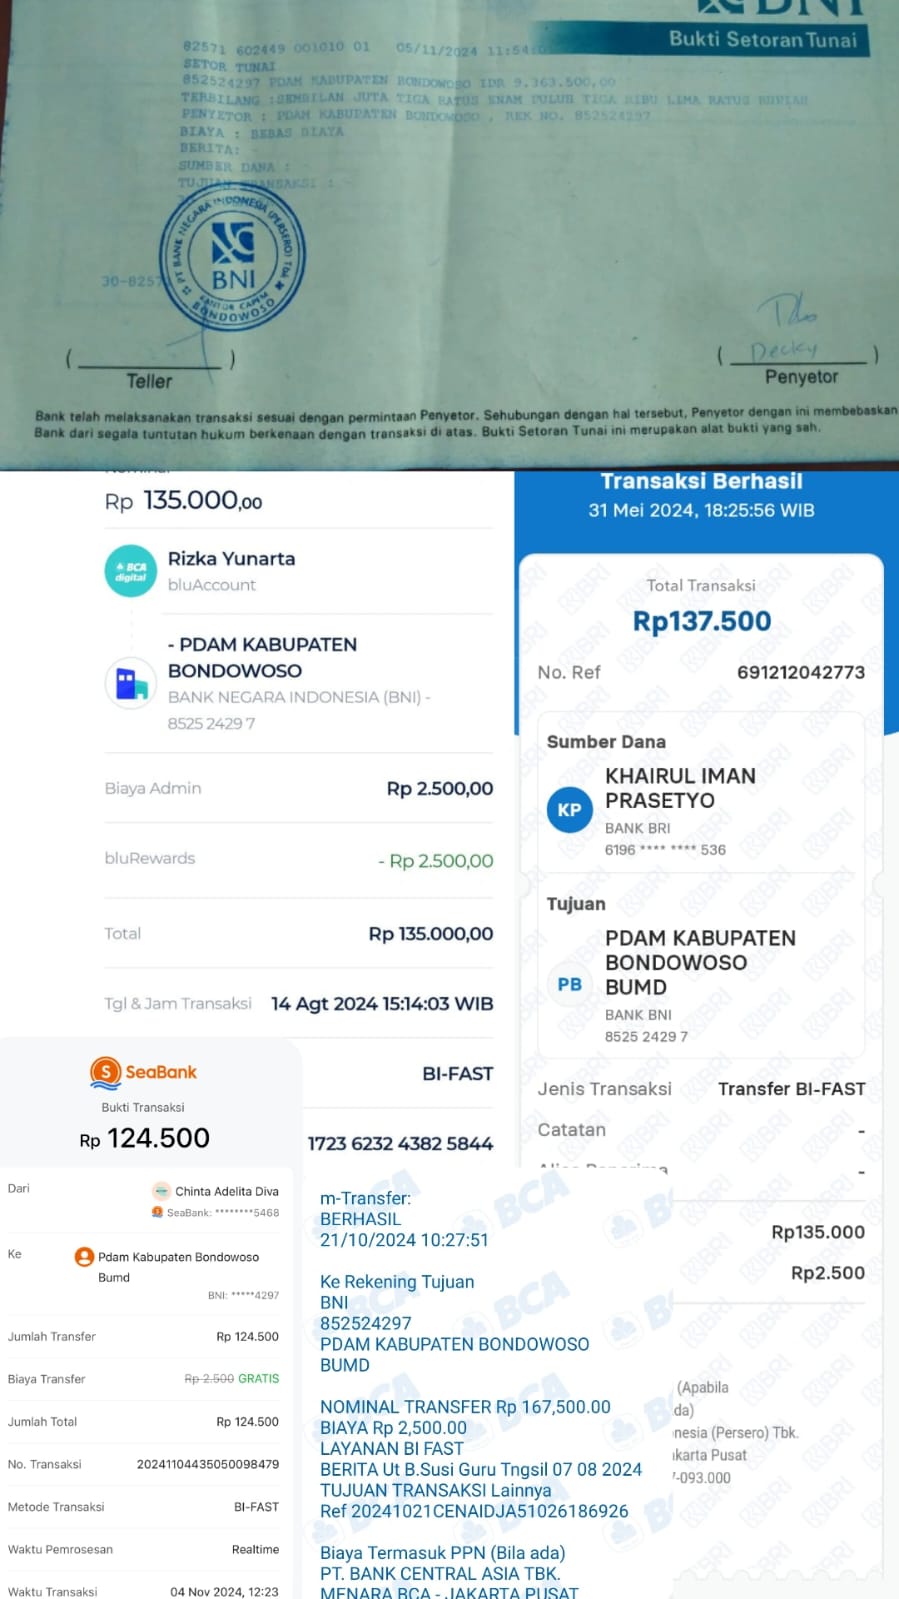 BNI
Bukti Setoran Tunai
82571 602449 001010 01 05/11/2024 11:54:0
SETOR TUNAI
852524297 PDAM KABUPATEN BONDOWOSO IDR 9.363.500,00
TERBILANG :SEMBILAN JUTA TIGA RATUS ENAM PULUH TIGA RIBU LIMA RATUS RUPIAH
PENYETOR : PDAM KABUPATEN BONDOWOSO , REK NO. 852524297
BIAYA : BEBAS BIAYA
BERITA:
SUMBER DANA :
TUJUAN TRANSAKSI :
PT BANK NEGARA INDONESIA (PERSERO) Tbk.
BNI
KANTOR CAPEM
BONDOWOSO
30-8257
( ) Teller
( Decky ) Penyetor
Bank telah melaksanakan transaksi sesuai dengan permintaan Penyetor. Sehubungan dengan hal tersebut, Penyetor dengan ini membebaskan
Bank dari segala tuntutan hukum berkenaan dengan transaksi di atas. Bukti Setoran Tunai ini merupakan alat bukti yang sah.
Nominal
Rp 135.000,00
BCA digital
Rizka Yunarta
bluAccount
- PDAM KABUPATEN
BONDOWOSO
BANK NEGARA INDONESIA (BNI) -
8525 2429 7
Biaya Admin Rp 2.500,00
bluRewards - Rp 2.500,00
Total Rp 135.000,00
Tgl & Jam Transaksi 14 Agt 2024 15:14:03 WIB
BI-FAST
1723 6232 4382 5844
Transaksi Berhasil
31 Mei 2024, 18:25:56 WIB
Total Transaksi
Rp137.500
No. Ref 691212042773
Sumber Dana
KP
KHAIRUL IMAN
PRASETYO
BANK BRI
6196 **** **** 536
Tujuan
PB
PDAM KABUPATEN
BONDOWOSO
BUMD
BANK BNI
8525 2429 7
Jenis Transaksi Transfer BI-FAST
Catatan -
-
Rp135.000
Rp2.500
(Apabila
da)
nesia (Persero) Tbk.
karta Pusat
-093.000
SeaBank
Bukti Transaksi
Rp 124.500
Dari Chinta Adelita Diva
SeaBank: ********5468
Ke Pdam Kabupaten Bondowoso
Bumd
BNI: *****4297
Jumlah Transfer Rp 124.500
Biaya Transfer Rp 2.500 GRATIS
Jumlah Total Rp 124.500
No. Transaksi 20241104435050098479
Metode Transaksi BI-FAST
Waktu Pemrosesan Realtime
Waktu Transaksi 04 Nov 2024, 12:23
m-Transfer:
BERHASIL
21/10/2024 10:27:51
Ke Rekening Tujuan
BNI
852524297
PDAM KABUPATEN BONDOWOSO
BUMD
NOMINAL TRANSFER Rp 167,500.00
BIAYA Rp 2,500.00
LAYANAN BI FAST
BERITA Ut B.Susi Guru Tngsil 07 08 2024
TUJUAN TRANSAKSI Lainnya
Ref 20241021CENAIDJA51026186926
Biaya Termasuk PPN (Bila ada)
PT. BANK CENTRAL ASIA TBK.
MENARA BCA - JAKARTA PUSAT